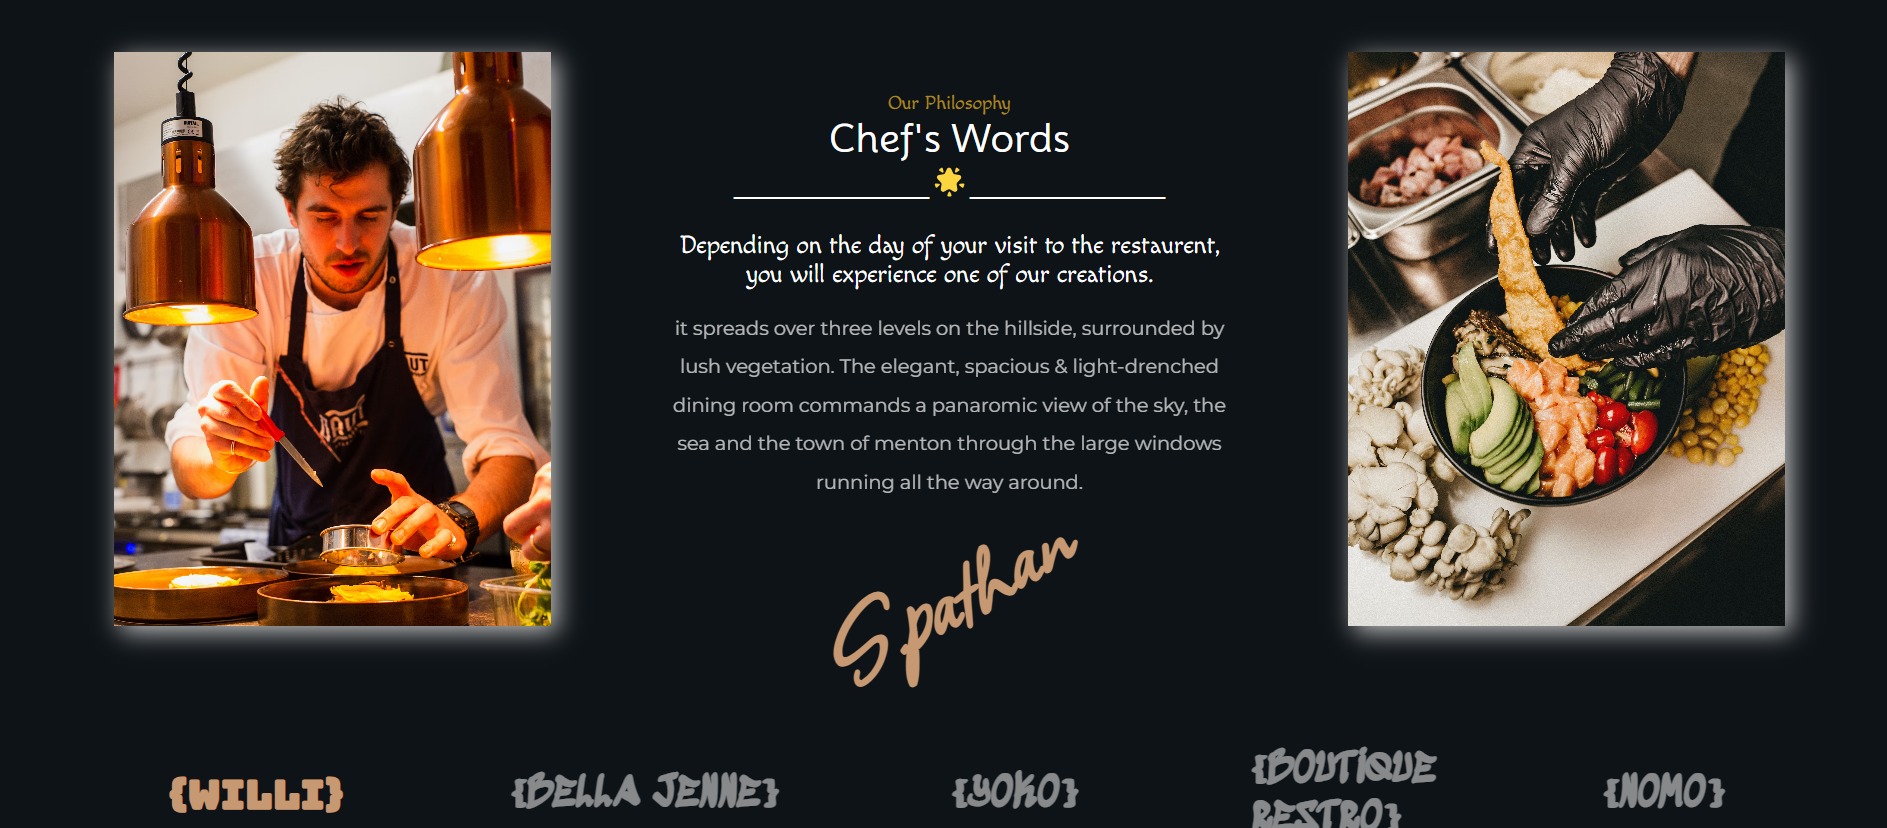 Our Philosophy
Chef's Words
Depending on the day of your visit to the restaurent,
you will experience one of our creations.
it spreads over three levels on the hillside, surrounded by
lush vegetation. The elegant, spacious & light-drenched
dining room commands a panaromic view of the sky, the
sea and the town of menton through the large windows
running all the way around.
Spathan
{WILLI}
{BELLA JENNE}
{YOKO}
{BOUTIQUE
RESTRO}
{NOMO}